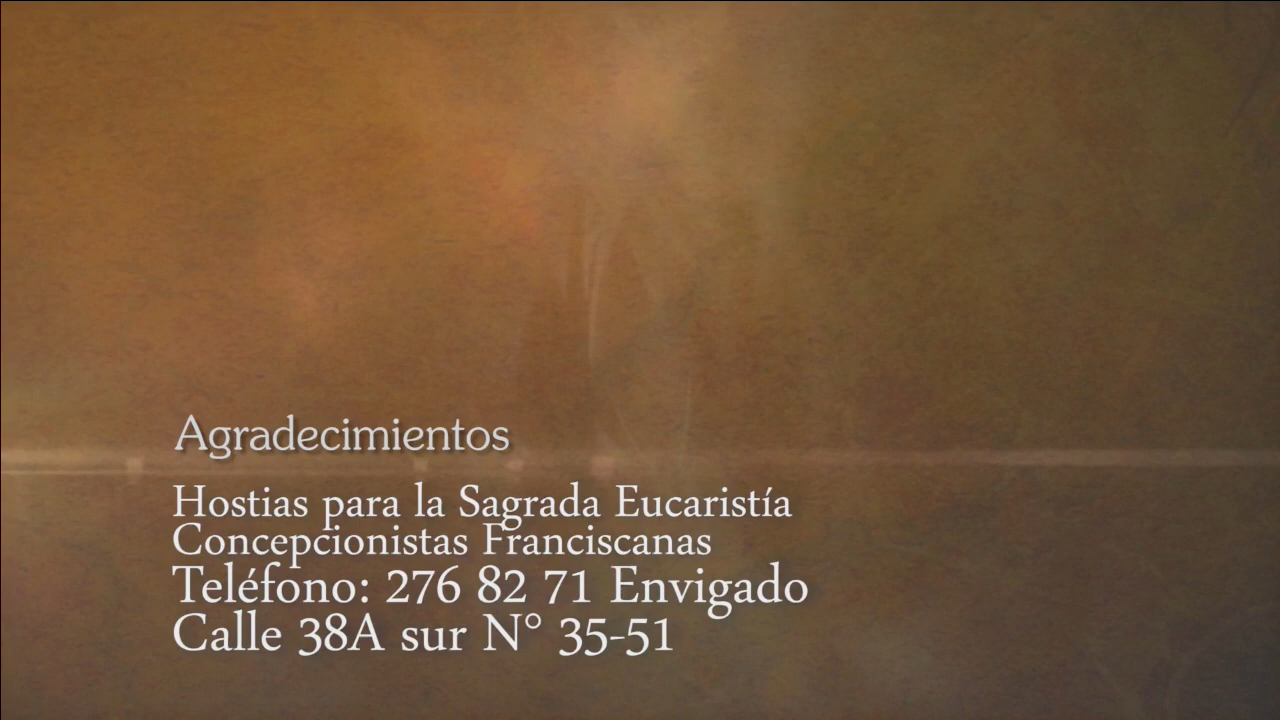 Agradecimientos
Hostias para la Sagrada Eucaristía
Concepcionistas Franciscanas
Teléfono: 276 82 71 Envigado
Calle 38A sur N° 35-51